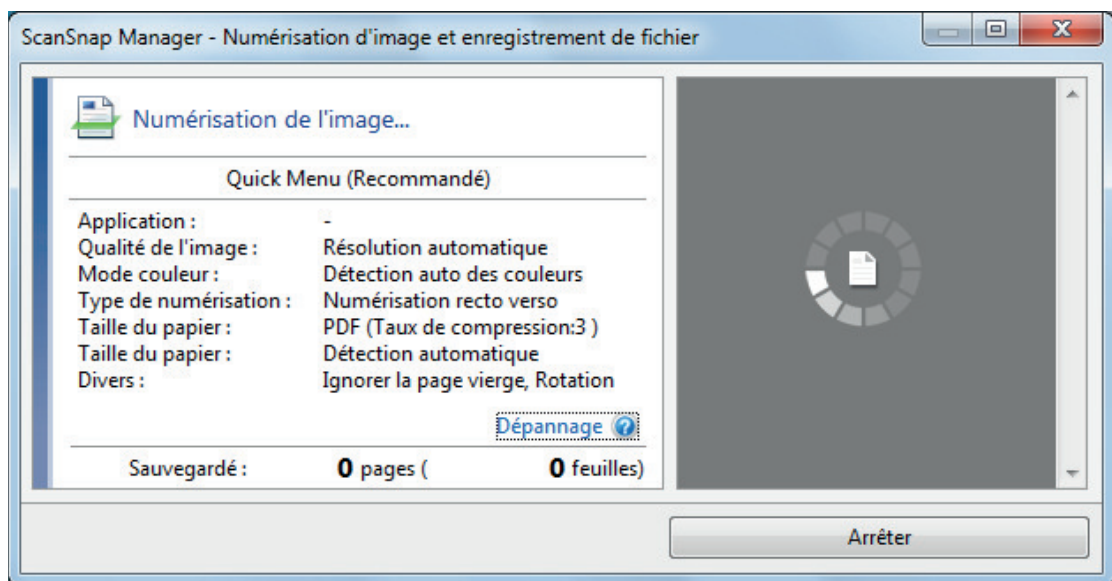 ScanSnap Manager - Numérisation d'image et enregistrement de fichier
Numérisation de l'image...
Quick Menu (Recommandé)
Application : -
Qualité de l'image : Résolution automatique
Mode couleur : Détection auto des couleurs
Type de numérisation : Numérisation recto verso
Taille du papier : PDF (Taux de compression:3 )
Taille du papier : Détection automatique
Divers : Ignorer la page vierge, Rotation
Dépannage
Sauvegardé : 0 pages ( 0 feuilles)
Arrêter